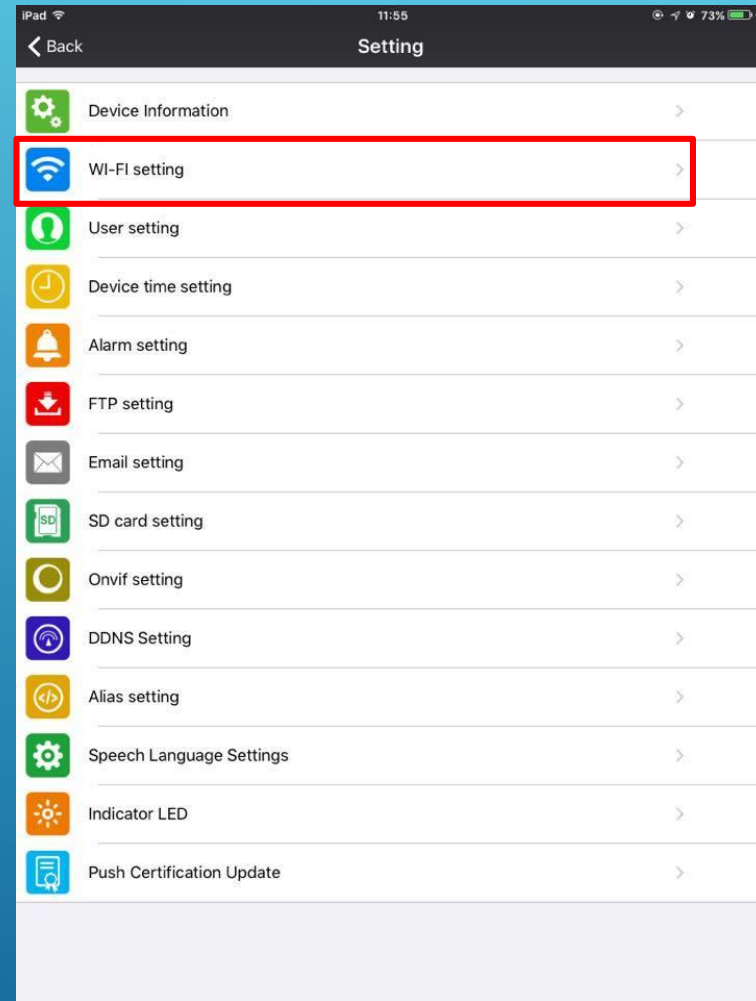 iPad 11:55 73%
Back Setting
Device Information
WI-FI setting
User setting
Device time setting
Alarm setting
FTP setting
Email setting
SD SD card setting
Onvif setting
DDNS Setting
</> Alias setting
Speech Language Settings
Indicator LED
Push Certification Update